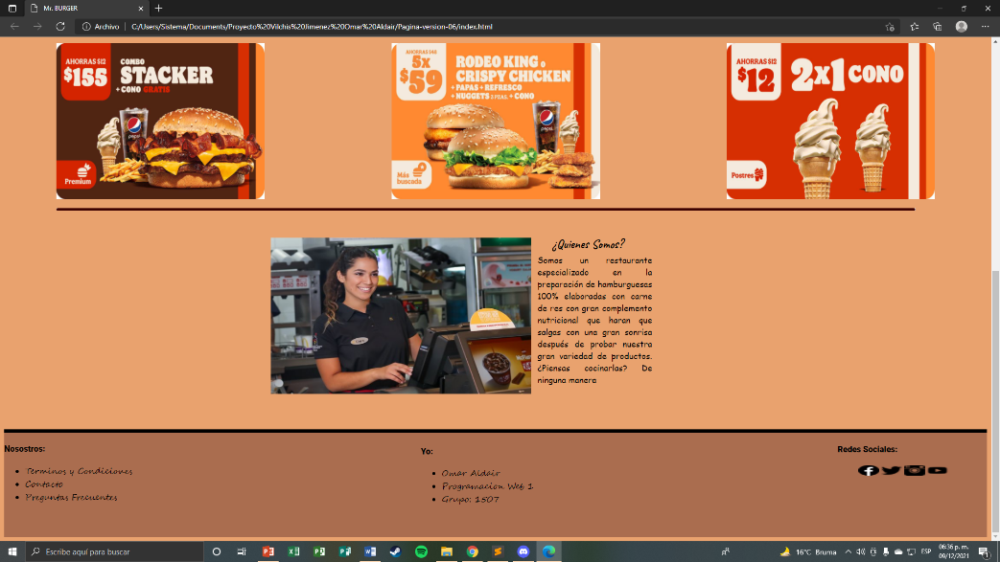 Mr. BURGER
Archivo
C:/Users/Sistema/Documents/Proyecto%20Vilchis%20Jimenez%20Omar%20Aldair/Pagina-version-06/index.html
AHORRAS $12
$155
COMBO
STACKER
+ CONO GRATIS
pepsi
Premium
AHORRAS $46
5x
$59
RODEO KING o
CRISPY CHICKEN
+ PAPAS + REFRESCO
+ NUGGETS 2 PZAS. + CONO
pepsi
Más
buscada
AHORRAS $12
$12
2x1 CONO
Postres
¿Quienes Somos?
Somos un restaurante
especializado en la
preparación de hamburguesas
100% elaboradas con carne
de res con gran complemento
nutricional que haran que
salgas con una gran sonrisa
después de probar nuestra
gran variedad de productos.
¿Piensas cocinarlas? De
ninguna manera
Nosostros:
Terminos y Condiciones
Contacto
Preguntas Frecuentes
Yo:
Omar Aldair
Programacion Web 1
Grupo: 1507
Redes Sociales:
Escribe aquí para buscar
16°C Bruma
ESP
06:36 p. m.
09/12/2021